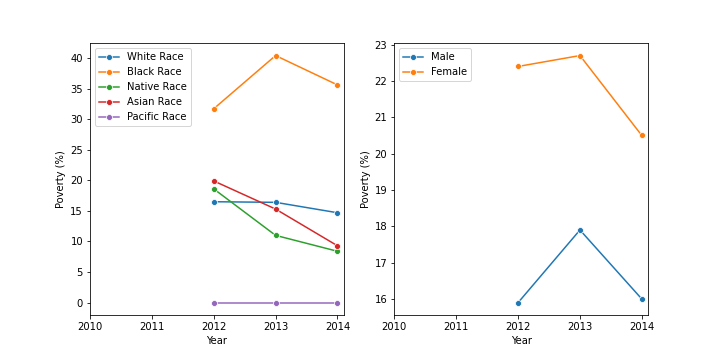 White Race
Black Race
Native Race
Asian Race
Pacific Race
40
35
30
25
20
15
10
5
0
Poverty (%)
2010 2011 2012 2013 2014
Year
Male
Female
23
22
21
20
19
18
17
16
Poverty (%)
2010 2011 2012 2013 2014
Year